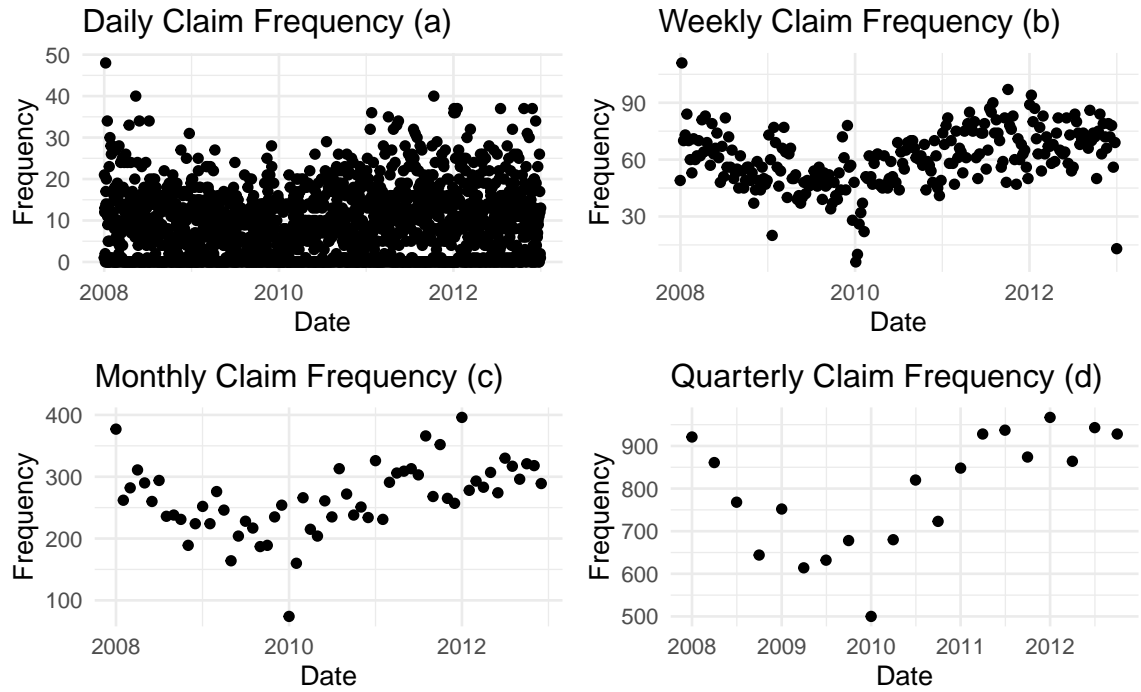 Daily Claim Frequency (a)
50
40
30
20
10
0
Frequency
2008 2010 2012
Date
Weekly Claim Frequency (b)
90
60
30
Frequency
2008 2010 2012
Date
Monthly Claim Frequency (c)
400
300
200
100
Frequency
2008 2010 2012
Date
Quarterly Claim Frequency (d)
900
800
700
600
500
Frequency
2008 2009 2010 2011 2012
Date